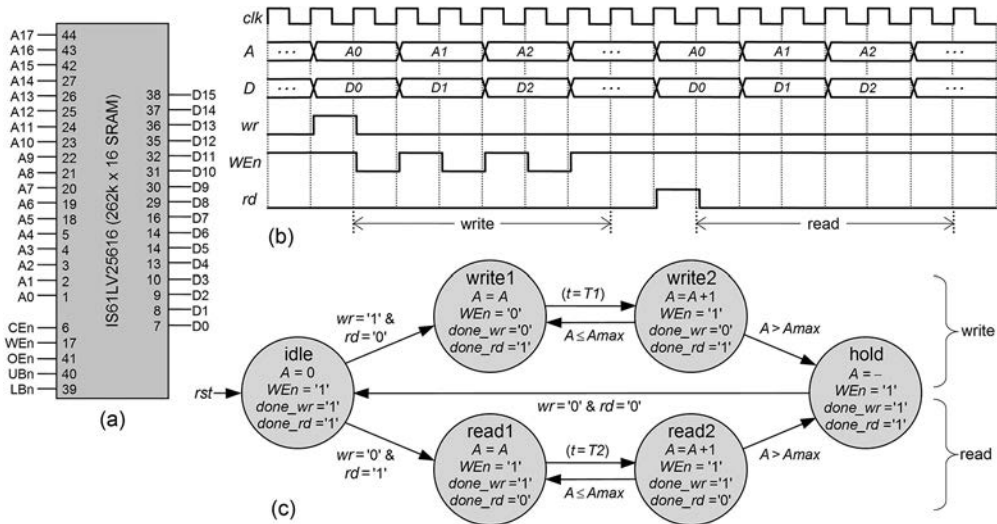 A17 44
A16 43
A15 42
A14 27
A13 26
A12 25
A11 24
A10 23
A9 22
A8 21
A7 20
A6 19
A5 18
A4 5
A3 4
A2 3
A1 2
A0 1
CEn 6
WEn 17
OEn 41
UBn 40
LBn 39
IS61LV25616 (262k x 16 SRAM)
38 D15
37 D14
36 D13
35 D12
32 D11
31 D10
30 D9
29 D8
16 D7
14 D6
14 D5
13 D4
10 D3
9 D2
8 D1
7 D0
(a)
clk
A ··· A0 A1 A2 ··· A0 A1 A2 ···
D ··· D0 D1 D2 ··· D0 D1 D2 ···
wr
WEn
rd
write read
(b)
rst
idle
A = 0
WEn = '1'
done_wr ='1'
done_rd ='1'
wr ='1' &
rd ='0'
write1
A = A
WEn = '0'
done_wr ='0'
done_rd ='1'
(t=T1)
A ≤ Amax
write2
A = A+1
WEn = '1'
done_wr ='0'
done_rd ='1'
A > Amax
hold
A = –
WEn = '1'
done_wr ='1'
done_rd ='1'
wr ='0' & rd ='0'
wr ='0' &
rd ='1'
read1
A = A
WEn = '1'
done_wr ='1'
done_rd ='0'
(t=T2)
A ≤ Amax
read2
A = A+1
WEn = '1'
done_wr ='1'
done_rd ='0'
A > Amax
write
read
(c)